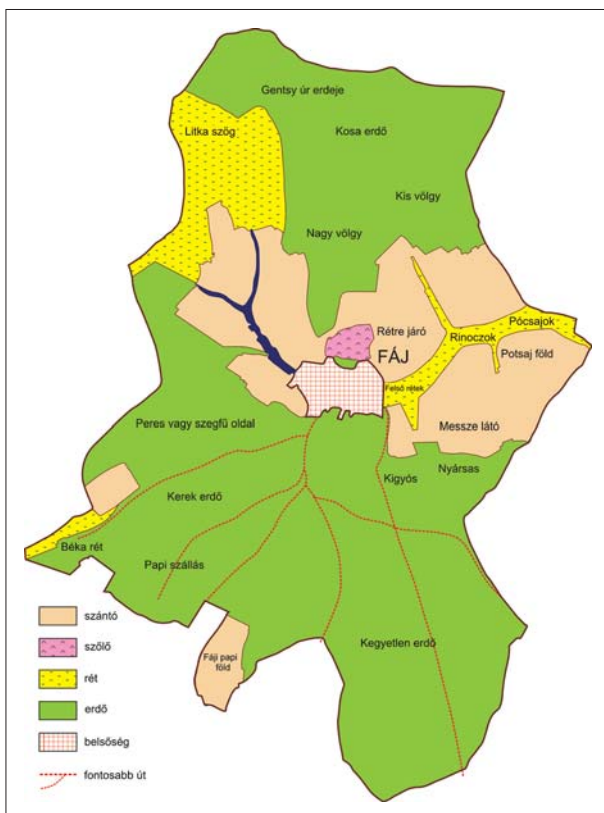 Gentsy úr erdeje
Litka szög
Kosa erdő
Kis völgy
Nagy völgy
Rétre járó
Pócsajok
Rinoczok
FÁJ
Potsaj föld
Felső rétek
Peres vagy szegfű oldal
Messze látó
Nyársas
Kigyós
Kerek erdő
Béka rét
Papi szállás
Kegyetlen erdő
Fáji papi
föld
szántó
szőlő
rét
erdő
belsőség
fontosabb út